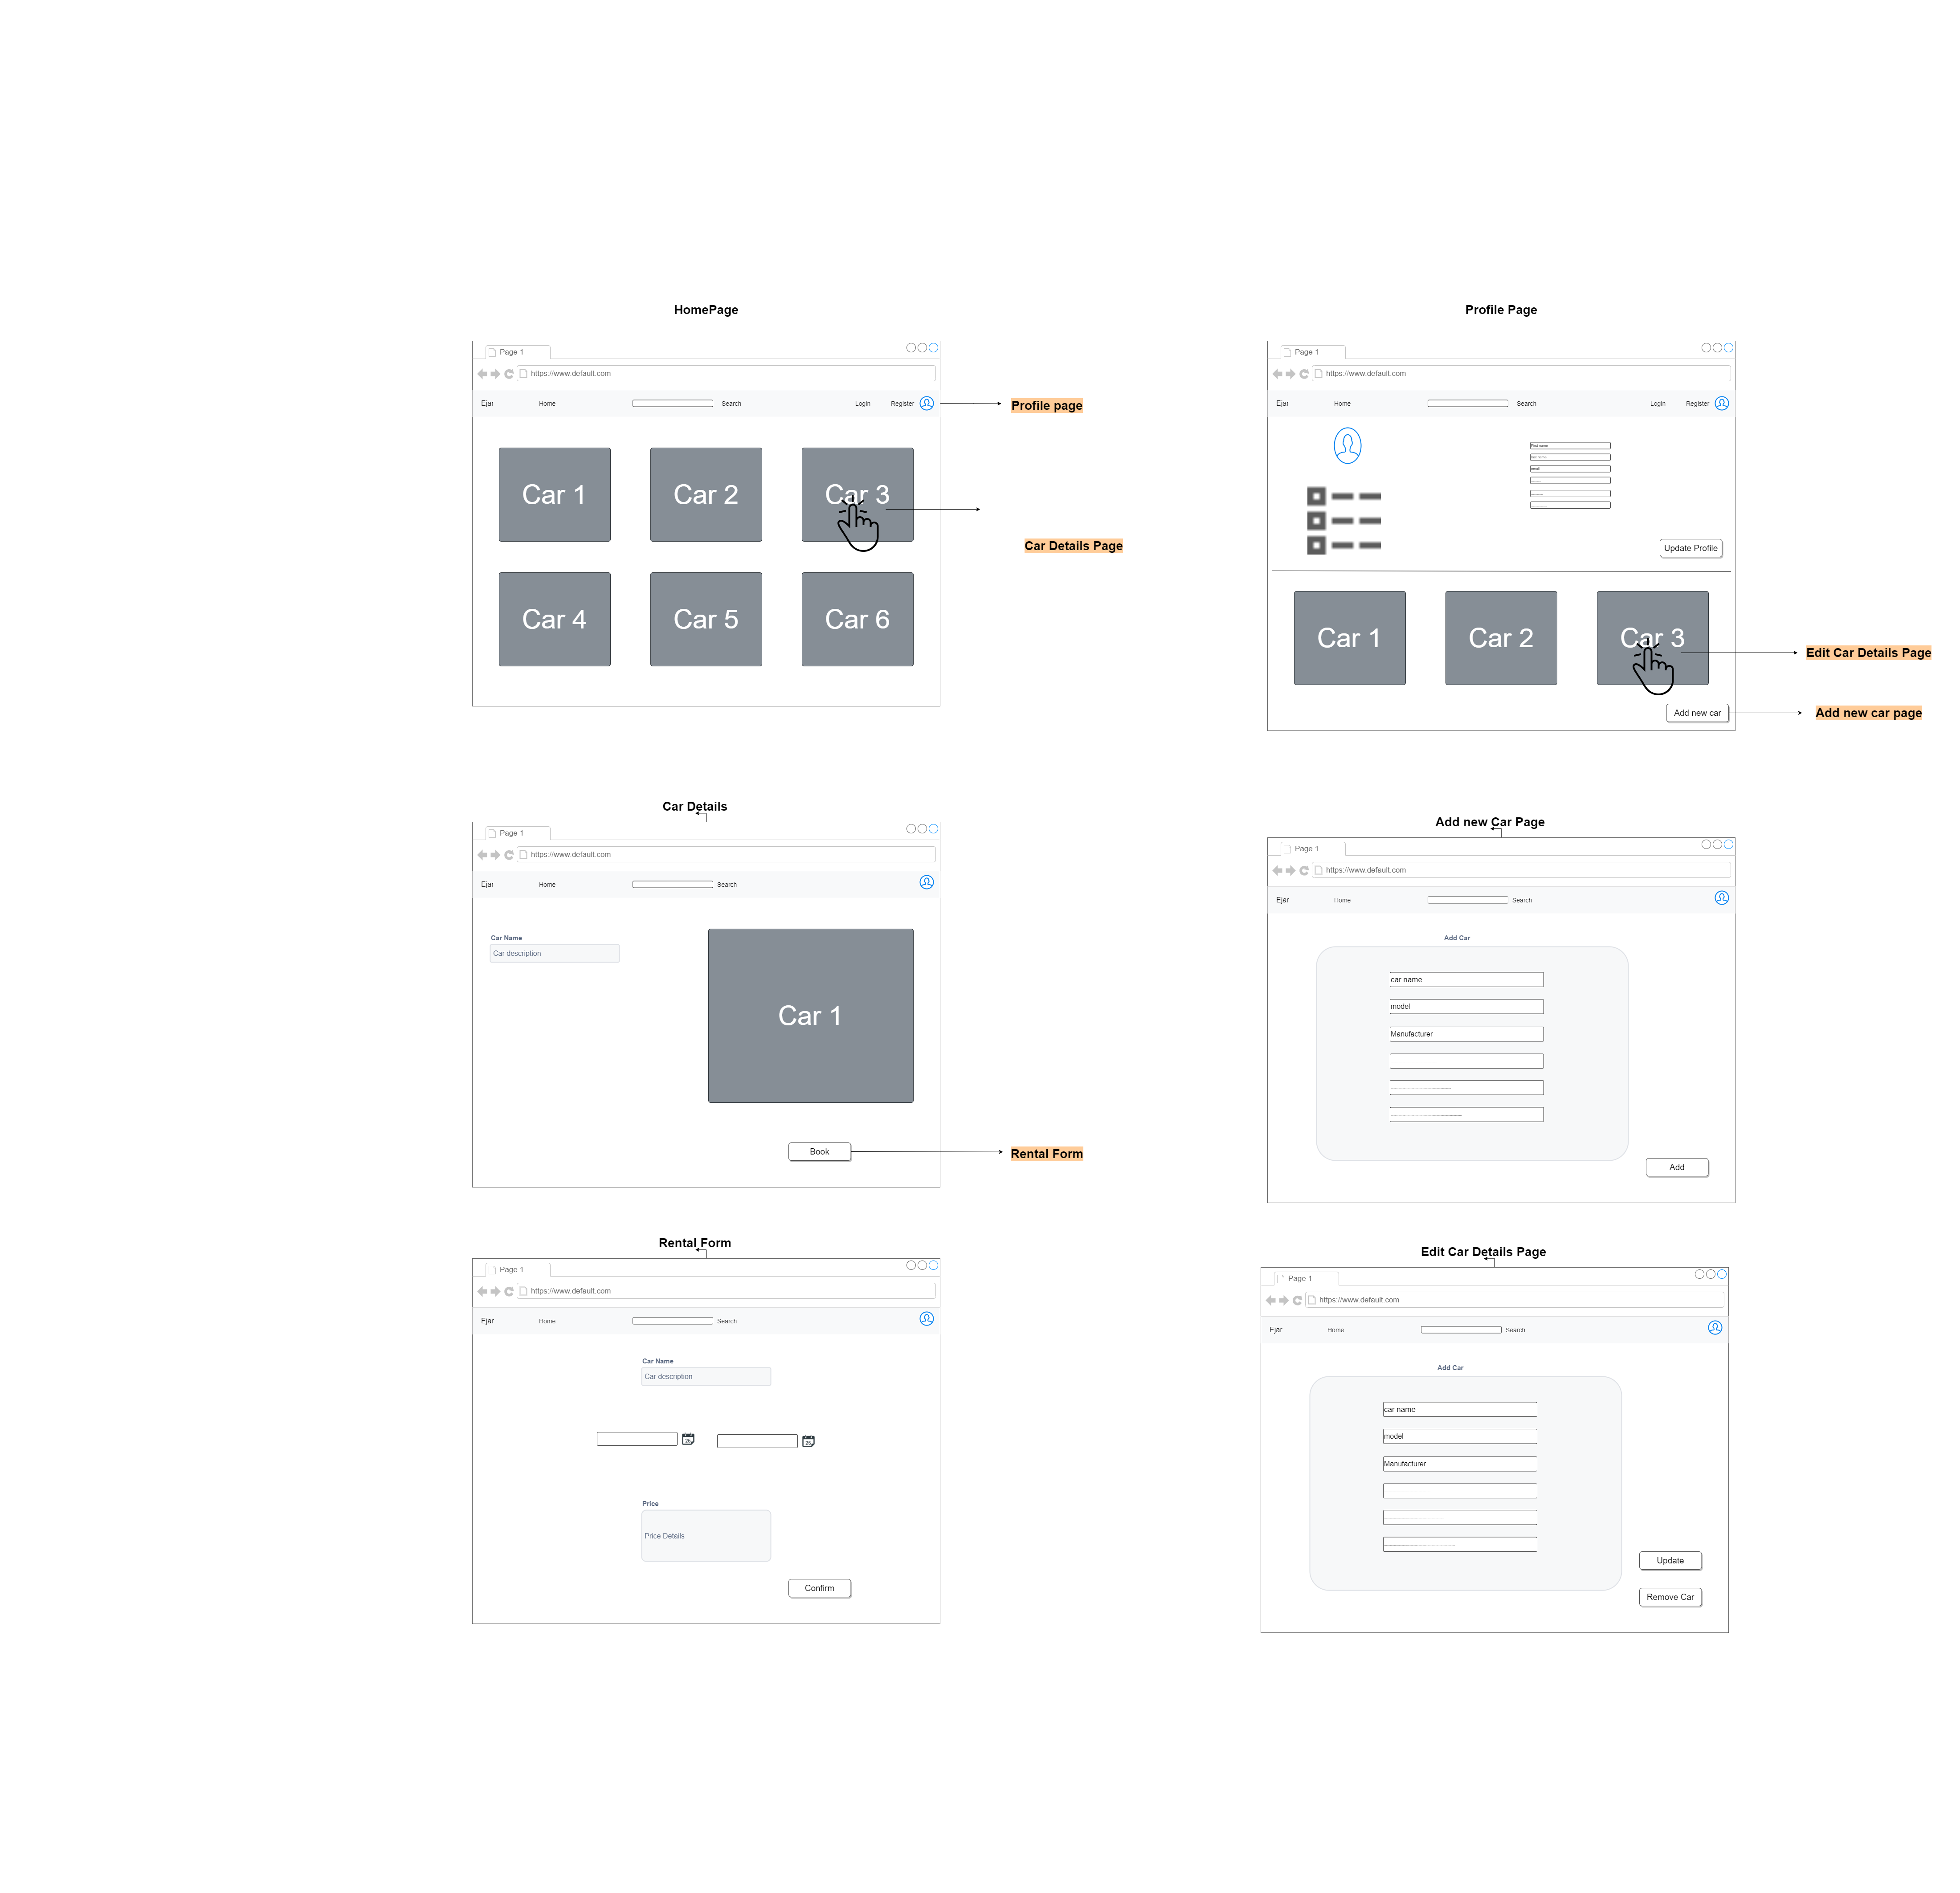 HomePage
Page 1
https://www.default.com
Ejar
Home
Search
Login
Register
Profile page
Car 1
Car 2
Car 3
Car Details Page
Car 4
Car 5
Car 6
Profile Page
Page 1
https://www.default.com
Ejar
Home
Search
Login
Register
last name
email
Update Profile
Car 1
Car 2
Car 3
Edit Car Details Page
Add new car
Add new car page
Car Details
Page 1
https://www.default.com
Ejar
Home
Search
Car Name
Car description
Car 1
Book
Rental Form
Add new Car Page
Page 1
https://www.default.com
Ejar
Home
Search
Add Car
car name
model
Manufacturer
Add
Rental Form
Page 1
https://www.default.com
Ejar
Home
Search
Car Name
Car description
Price
Price Details
Confirm
Edit Car Details Page
Page 1
https://www.default.com
Ejar
Home
Search
Add Car
car name
model
Manufacturer
Update
Remove Car